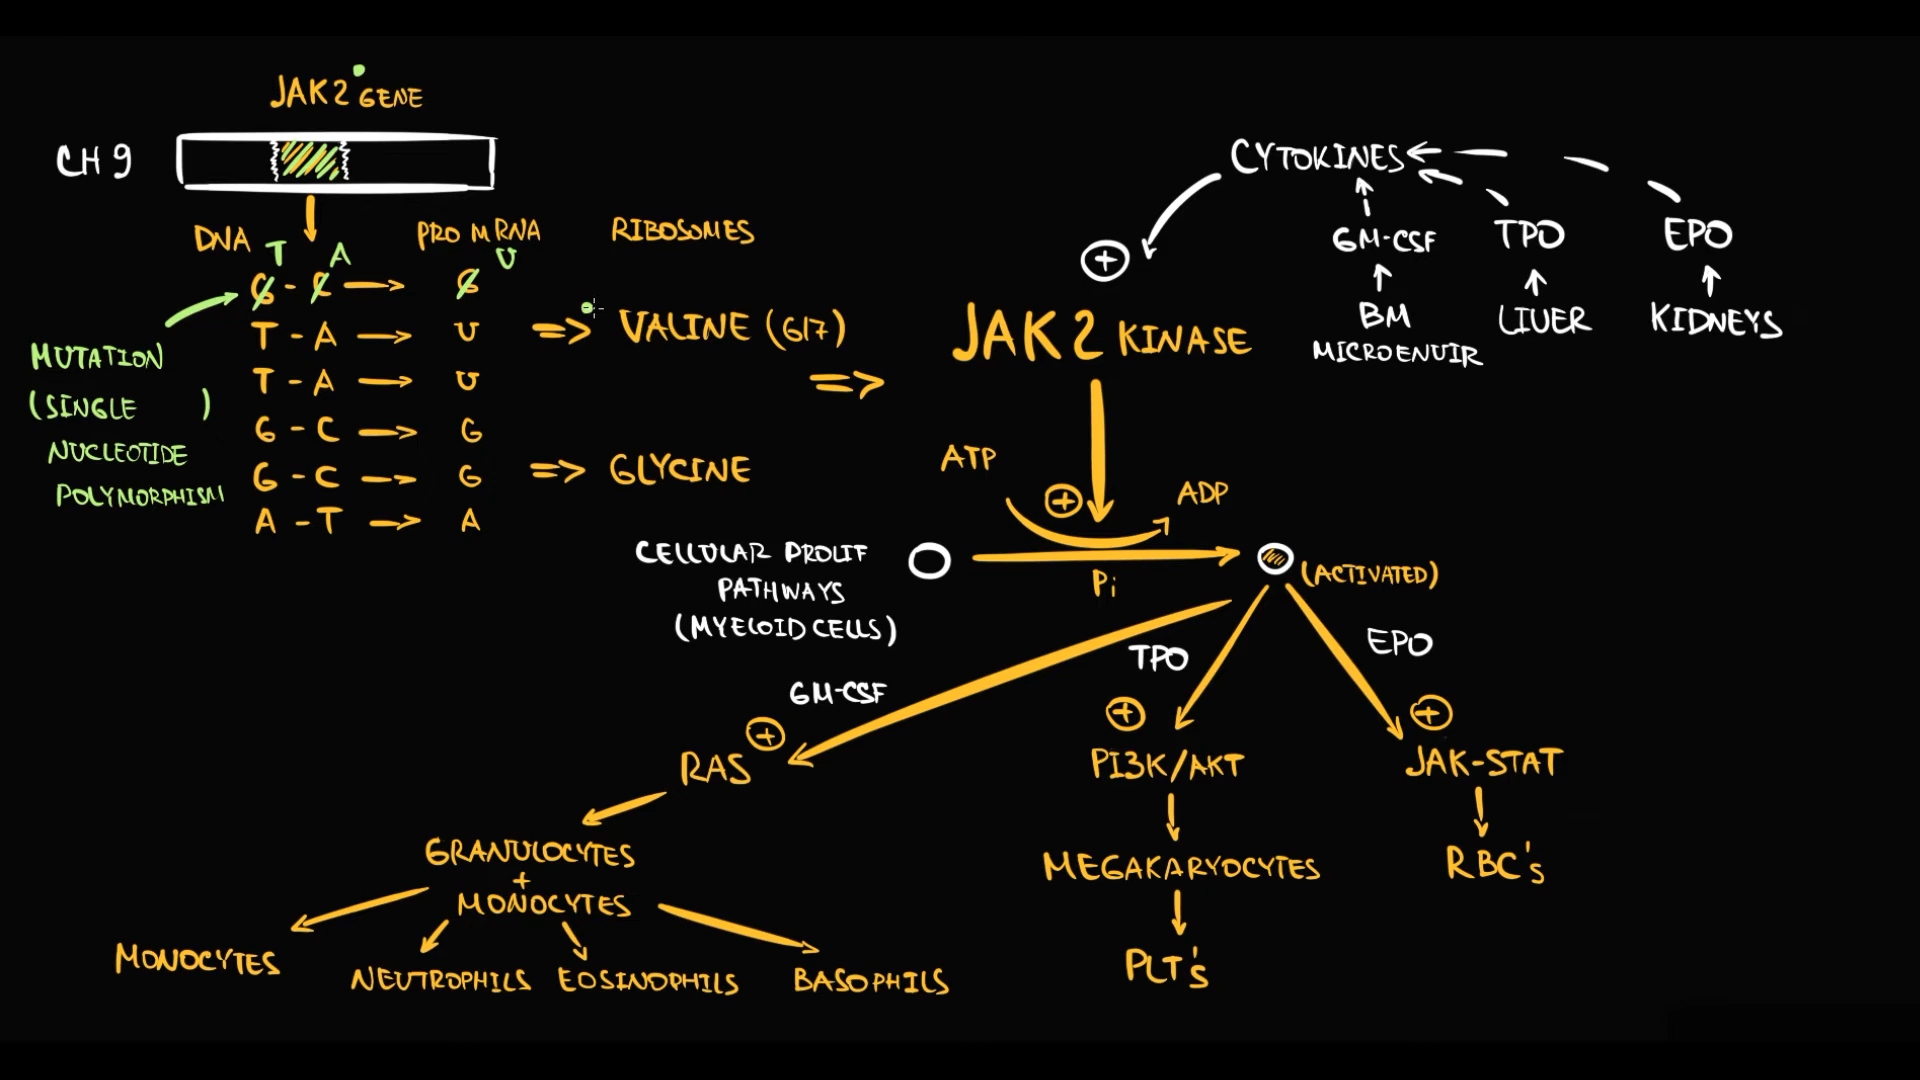 JAK2 GENE
CH 9
DNA
PRO MRNA
RIBOSOMES
T A U
G - C → G
T - A → U
T - A → U
G - C → G
G - C → G
A - T → A
MUTATION
(SINGLE )
NUCLEOTIDE
POLYMORPHISM
=> VALINE (617)
=> GLYCINE
=>
JAK2 KINASE
+
CYTOKINES
GM-CSF
TPO
EPO
BM
MICROENVIR
LIVER
KIDNEYS
ATP
+
ADP
Pi
CELLULAR PROLIF
PATHWAYS
(MYELOID CELLS)
(ACTIVATED)
GM-CSF
TPO
EPO
+
+
+
RAS
PI3K/AKT
JAK-STAT
GRANULOCYTES
+
MONOCYTES
MEGAKARYOCYTES
RBC's
MONOCYTES
NEUTROPHILS
EOSINOPHILS
BASOPHILS
PLT's